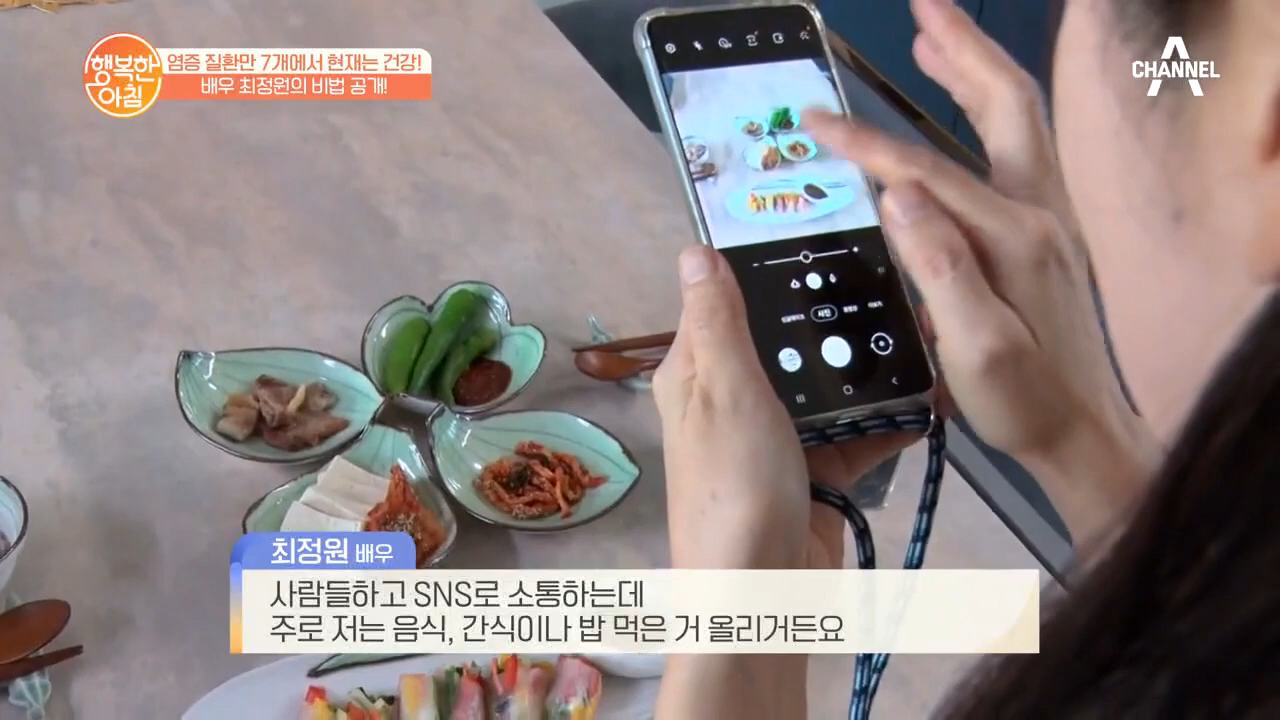 행복한
아침
염증 질환만 7개에서 현재는 건강!
배우 최정원의 비법 공개!
CHANNEL A
사진
최정원 배우
사람들하고 SNS로 소통하는데
주로 저는 음식, 간식이나 밥 먹은 거 올리거든요